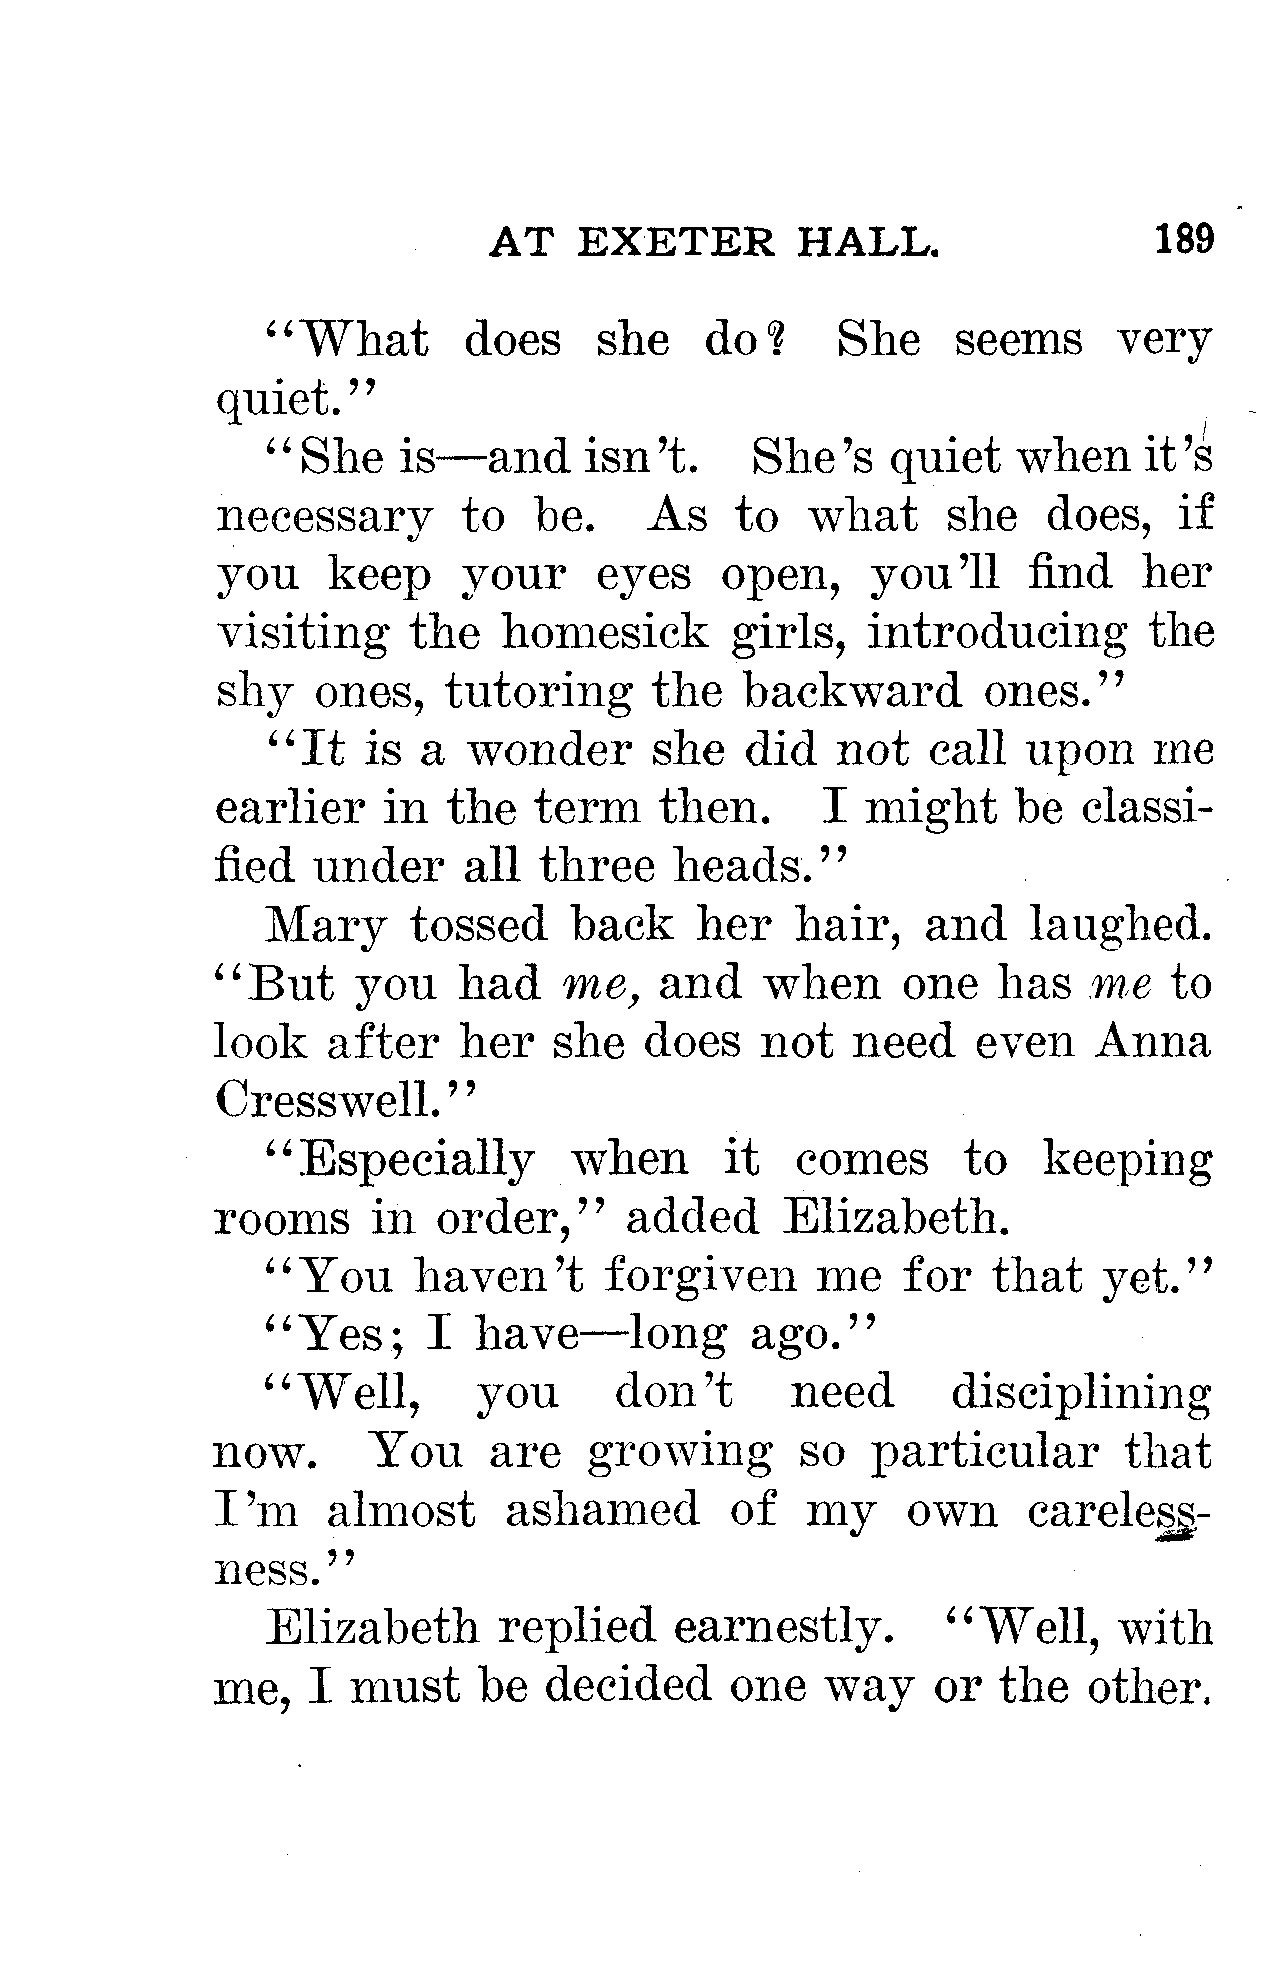 AT EXETER HALL. 189
“What does she do? She seems very
quiet.”
“She is—and isn’t. She’s quiet when it’s
necessary to be. As to what she does, if
you keep your eyes open, you’ll find her
visiting the homesick girls, introducing the
shy ones, tutoring the backward ones.”
“It is a wonder she did not call upon me
earlier in the term then. I might be classi-
fied under all three heads.”
Mary tossed back her hair, and laughed.
“But you had me, and when one has me to
look after her she does not need even Anna
Cresswell.”
“Especially when it comes to keeping
rooms in order,” added Elizabeth.
“You haven’t forgiven me for that yet.”
“Yes; I have—long ago.”
“Well, you don’t need disciplining
now. You are growing so particular that
I’m almost ashamed of my own careless-
ness.”
Elizabeth replied earnestly. “Well, with
me, I must be decided one way or the other.